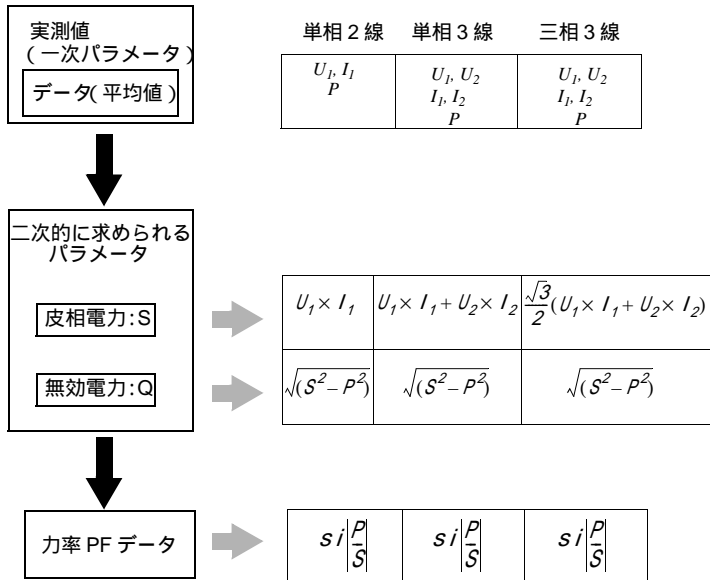 実測値
(一次パラメータ)
データ(平均値)
単相2線 単相3線 三相3線
U1, I1
P
U1, U2
I1, I2
P
U1, U2
I1, I2
P
二次的に求められる
パラメータ
皮相電力:S
U1 × I1
U1 × I1 + U2 × I2
√3/2 (U1 × I1 + U2 × I2)
無効電力:Q
√(S² – P²)
√(S² – P²)
√(S² – P²)
力率 PF データ
si|P/S|
si|P/S|
si|P/S|